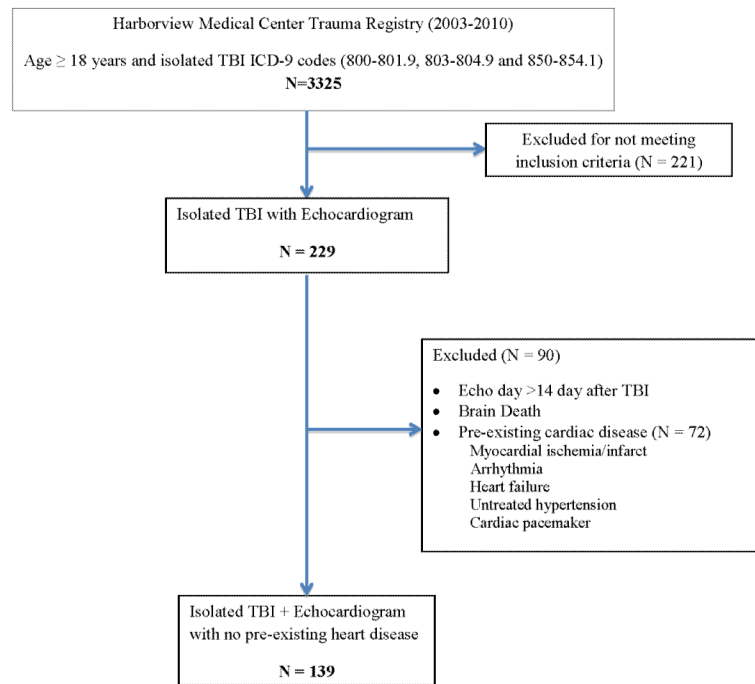 Harborview Medical Center Trauma Registry (2003-2010)
Age ≥ 18 years and isolated TBI ICD-9 codes (800-801.9, 803-804.9 and 850-854.1)
N=3325
Excluded for not meeting
inclusion criteria (N = 221)
Isolated TBI with Echocardiogram
N = 229
Excluded (N = 90)
• Echo day >14 day after TBI
• Brain Death
• Pre-existing cardiac disease (N = 72)
Myocardial ischemia/infarct
Arrhythmia
Heart failure
Untreated hypertension
Cardiac pacemaker
Isolated TBI + Echocardiogram
with no pre-existing heart disease
N = 139